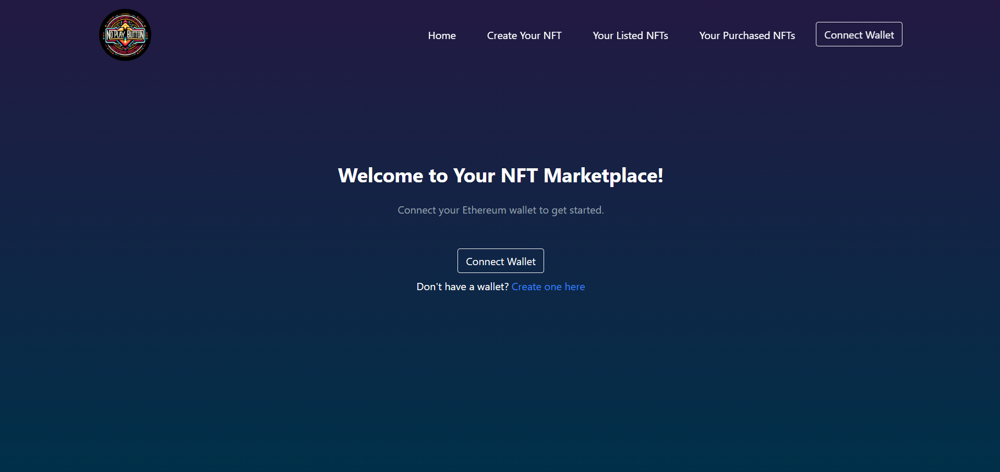 NO PLAY BUTTON
Home Create Your NFT Your Listed NFTs Your Purchased NFTs Connect Wallet
Welcome to Your NFT Marketplace!
Connect your Ethereum wallet to get started.
Connect Wallet
Don't have a wallet? Create one here